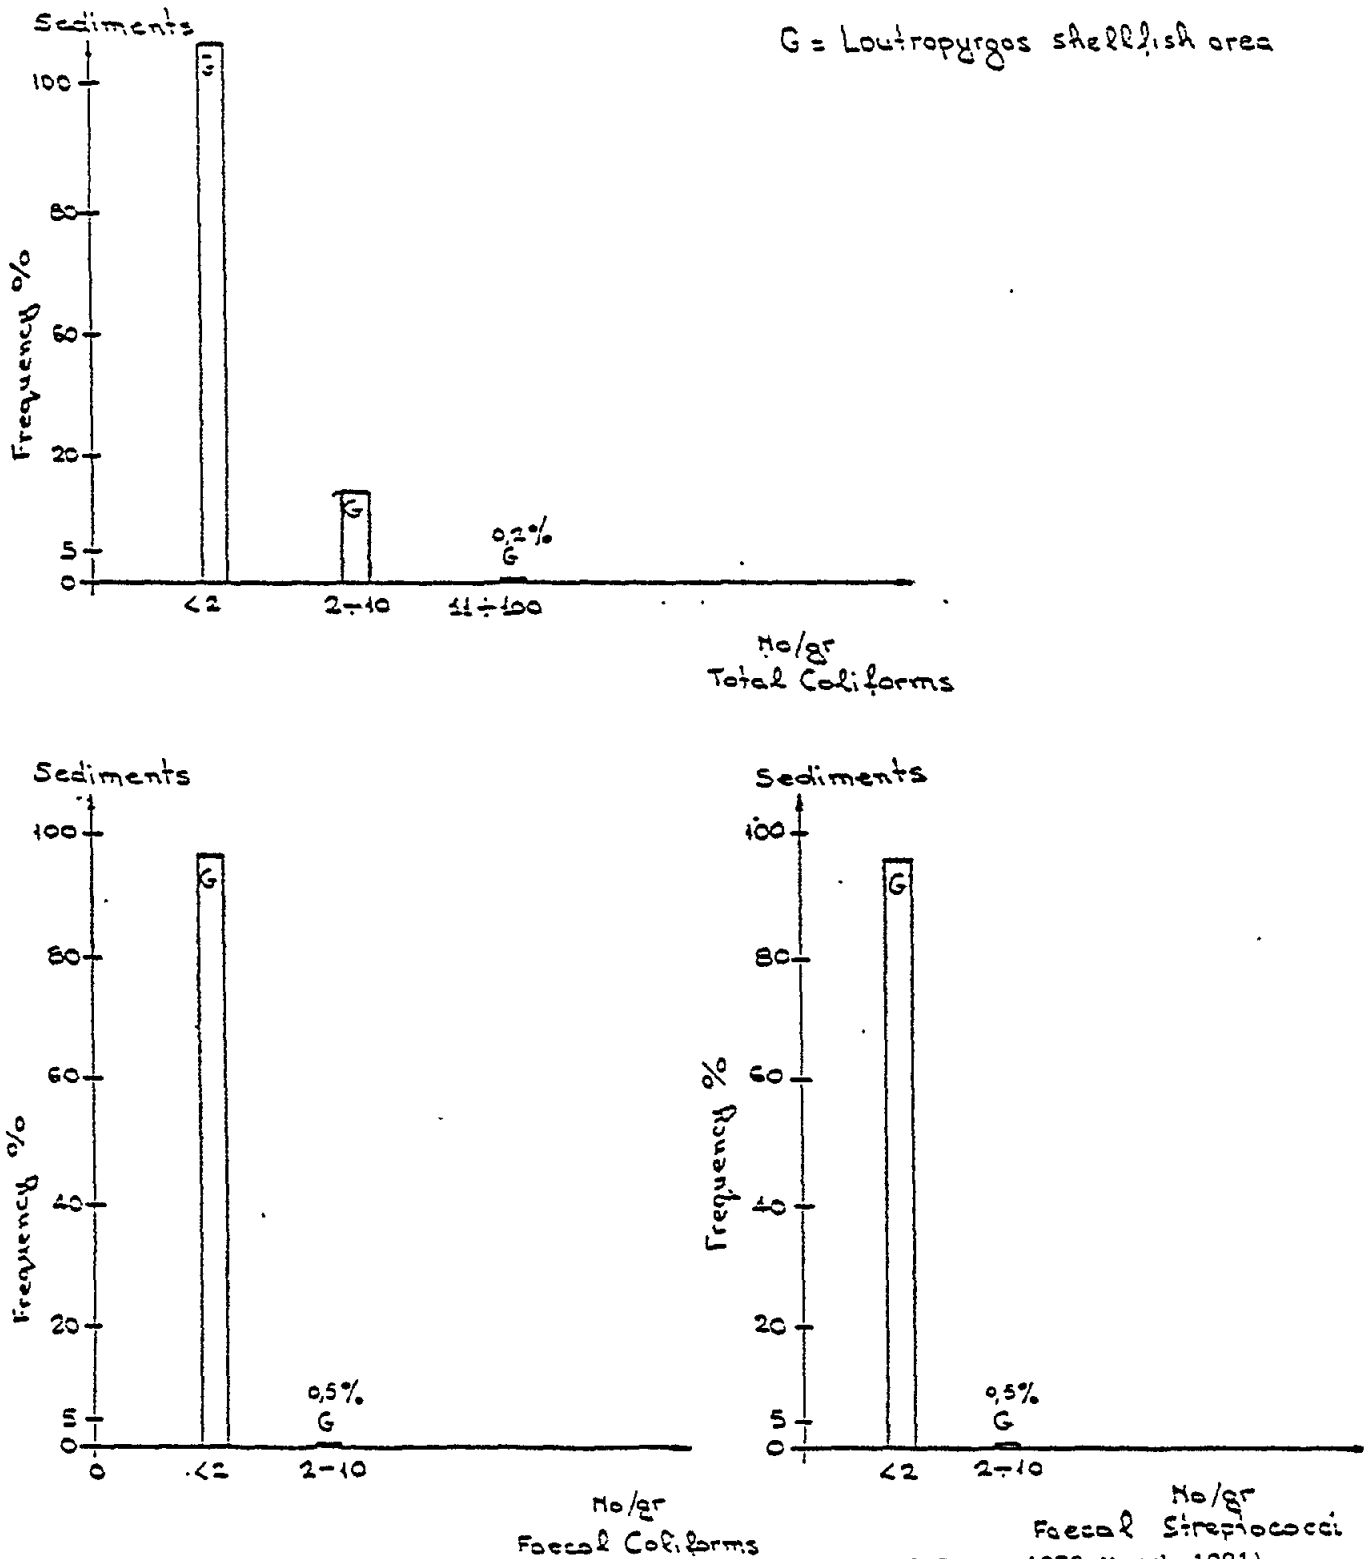 Sediments
G = Loutropyrgos shellfish area
Frequency %
100
80
60
20
5
0
G
0,2%
G
<2
2÷10
11÷100
No/gr
Total Coliforms
Sediments
Frequency %
100
80
60
40
20
5
0
G
0,5%
G
0
<2
2-10
No/gr
Faecal Coliforms
Sediments
Frequency %
100
80
60
40
20
5
0
G
0,5%
G
<2
2÷10
No/gr
Faecal Streptococci